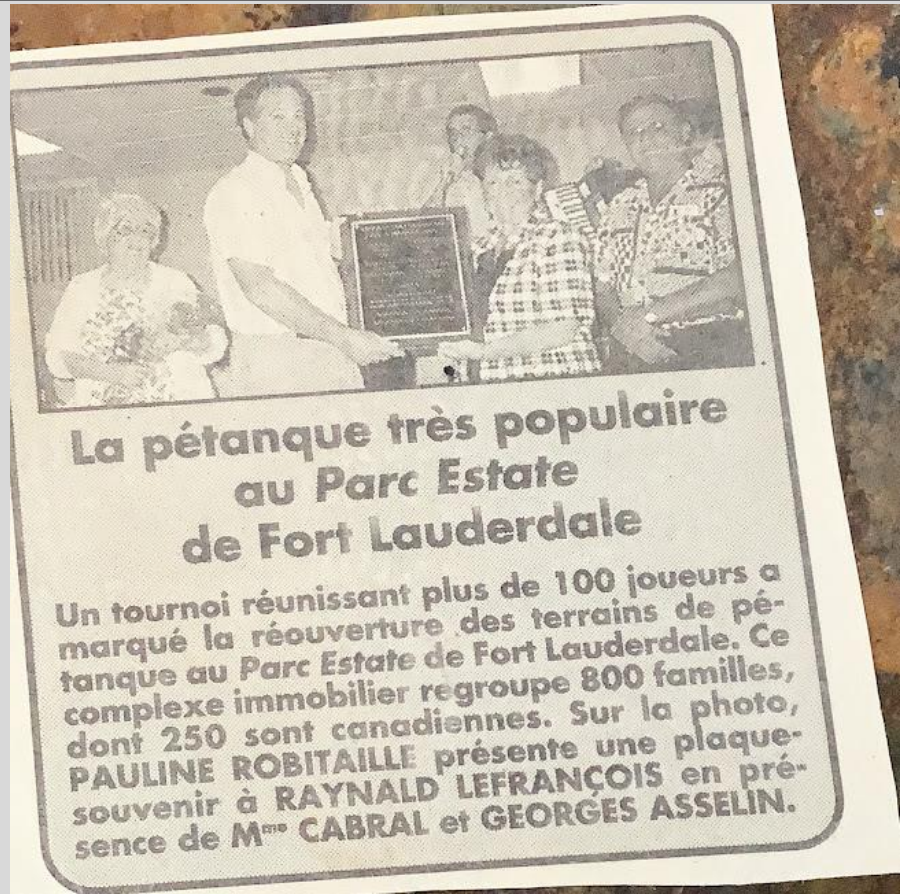 La pétanque très populaire
au Parc Estate
de Fort Lauderdale
Un tournoi réunissant plus de 100 joueurs a
marqué la réouverture des terrains de pé-
tanque au Parc Estate de Fort Lauderdale. Ce
complexe immobilier regroupe 800 familles,
dont 250 sont canadiennes. Sur la photo,
PAULINE ROBITAILLE présente une plaque-
souvenir à RAYNALD LEFRANÇOIS en pré-
sence de Mme CABRAL et GEORGES ASSELIN.